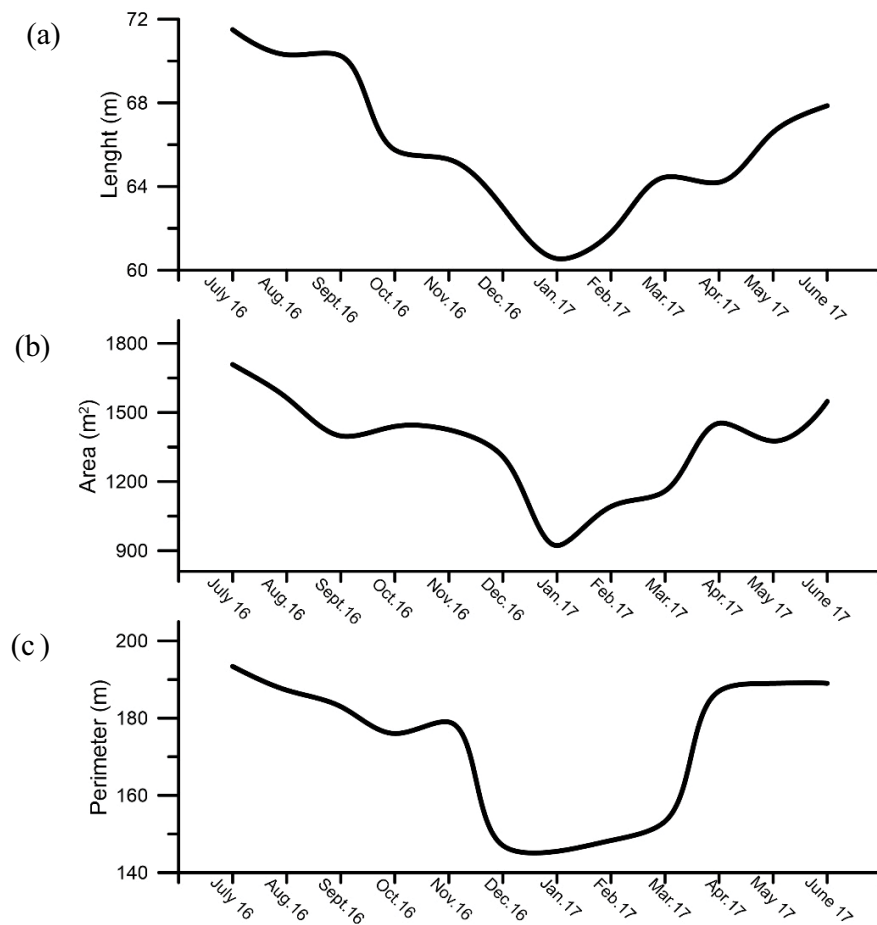 (a)
Lenght (m)
72
68
64
60
July 16
Aug.16
Sept.16
Oct.16
Nov.16
Dec.16
Jan.17
Feb.17
Mar.17
Apr.17
May 17
June 17
(b)
Area (m²)
1800
1500
1200
900
July 16
Aug.16
Sept.16
Oct.16
Nov.16
Dec.16
Jan.17
Feb.17
Mar.17
Apr.17
May 17
June 17
(c)
Perimeter (m)
200
180
160
140
July 16
Aug.16
Sept.16
Oct.16
Nov.16
Dec.16
Jan.17
Feb.17
Mar.17
Apr.17
May 17
June 17